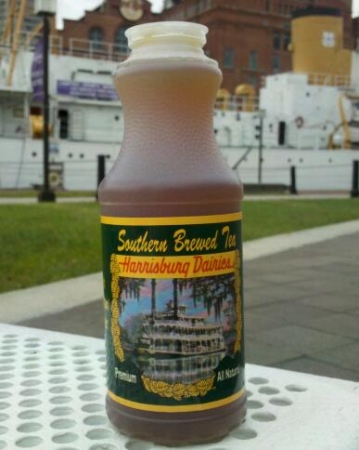 Southern Brewed Tea
Harrisburg Dairies
Premium
All Natural